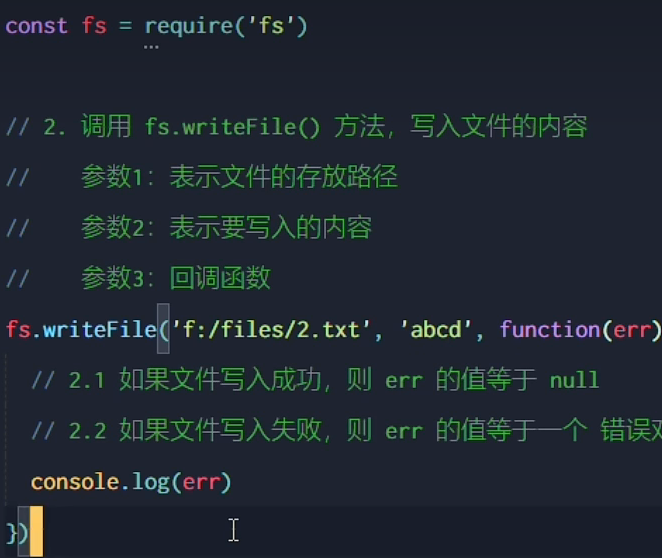 const fs = require('fs')
// 2. 调用 fs.writeFile() 方法，写入文件的内容
//    参数1：表示文件的存放路径
//    参数2：表示要写入的内容
//    参数3：回调函数
fs.writeFile('f:/files/2.txt', 'abcd', function(err)
// 2.1 如果文件写入成功，则 err 的值等于 null
// 2.2 如果文件写入失败，则 err 的值等于一个 错误
console.log(err)
})